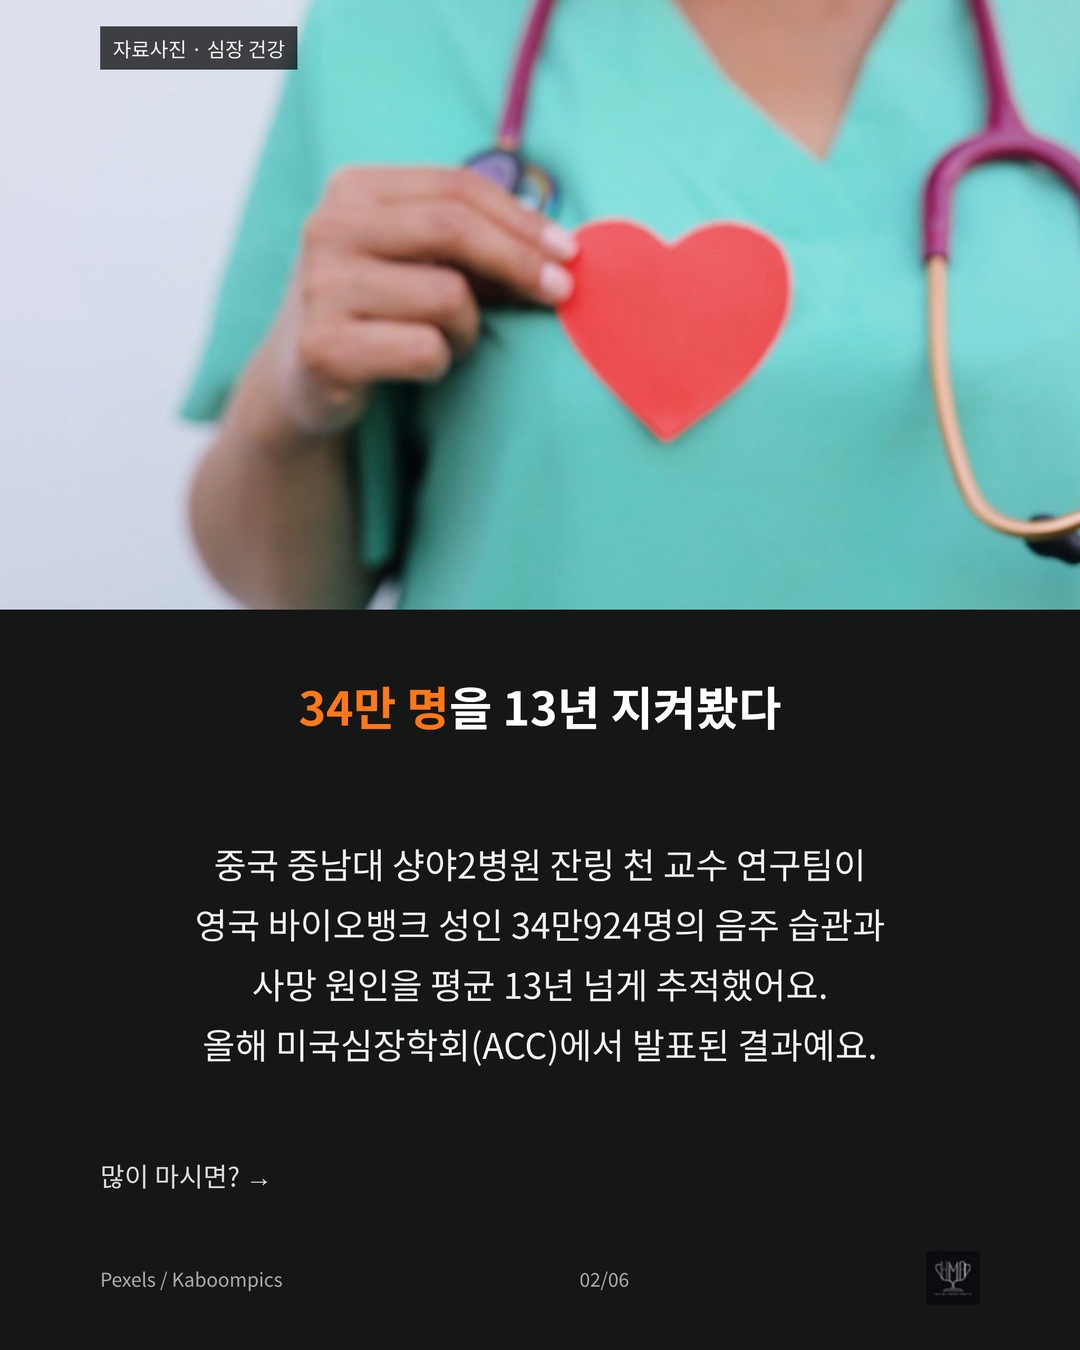 자료사진 · 심장 건강
34만 명을 13년 지켜봤다
중국 중남대 샹야2병원 잔링 천 교수 연구팀이
영국 바이오뱅크 성인 34만924명의 음주 습관과
사망 원인을 평균 13년 넘게 추적했어요.
올해 미국심장학회(ACC)에서 발표된 결과예요.
많이 마시면? →
Pexels / Kaboompics
02/06